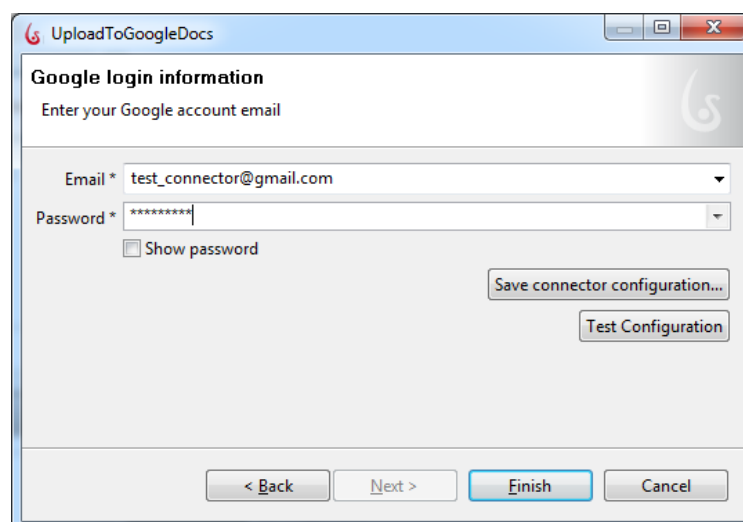 UploadToGoogleDocs
Google login information
Enter your Google account email
Email * test_connector@gmail.com
Password * *********
Show password
Save connector configuration...
Test Configuration
< Back Next > Finish Cancel